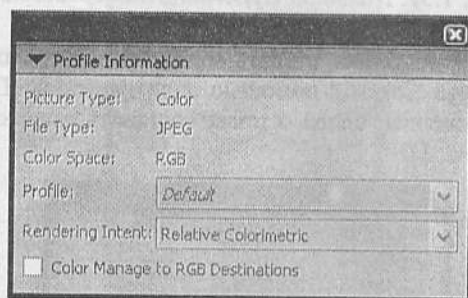 Profile Information
Picture Type: Color
File Type: JPEG
Color Space: RGB
Profile: Default
Rendering Intent: Relative Colorimetric
Color Manage to RGB Destinations